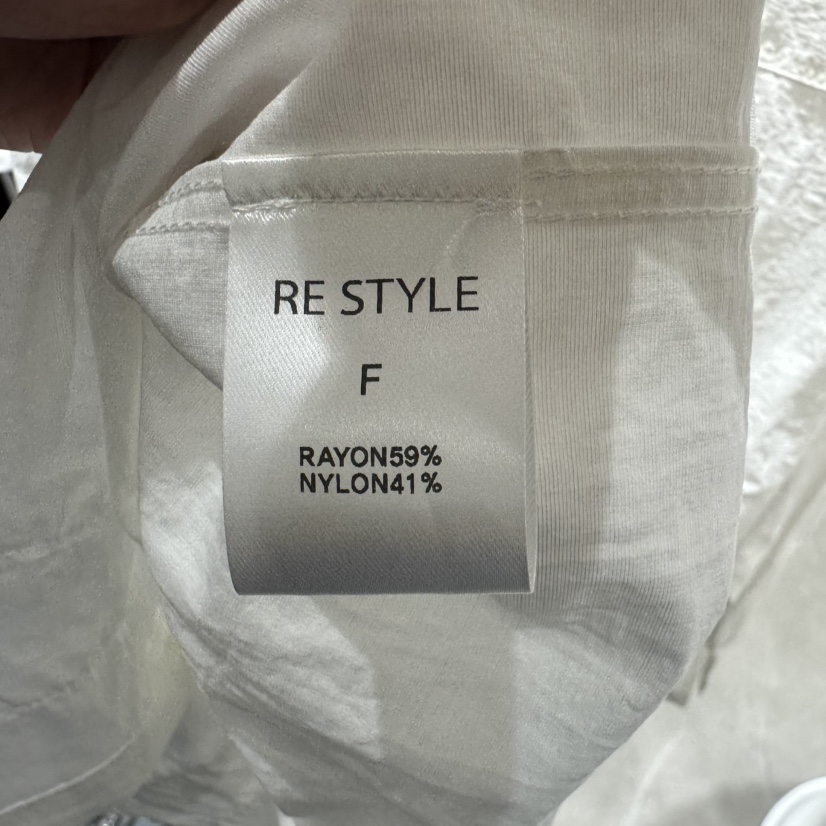 RE STYLE
F
RAYON59%
NYLON41%